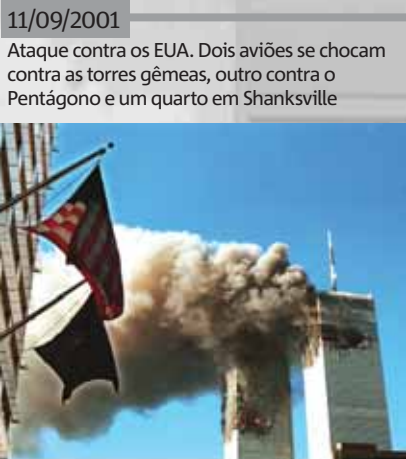 11/09/2001
Ataque contra os EUA. Dois aviões se chocam
contra as torres gêmeas, outro contra o
Pentágono e um quarto em Shanksville